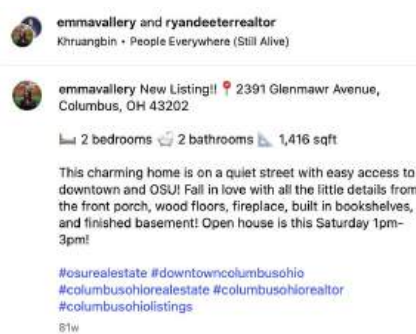 emmavallery and ryandeeterrealtor
Khruangbin • People Everywhere (Still Alive)
emmavallery New Listing!! 📍 2391 Glenmawr Avenue,
Columbus, OH 43202
🛏 2 bedrooms 🛁 2 bathrooms 📐 1,416 sqft
This charming home is on a quiet street with easy access to
downtown and OSU! Fall in love with all the little details from
the front porch, wood floors, fireplace, built in bookshelves,
and finished basement! Open house is this Saturday 1pm-
3pm!
#osurealestate #downtowncolumbusohio
#columbusohiorealestate #columbusohiorealtor
#columbusohiolistings
81w